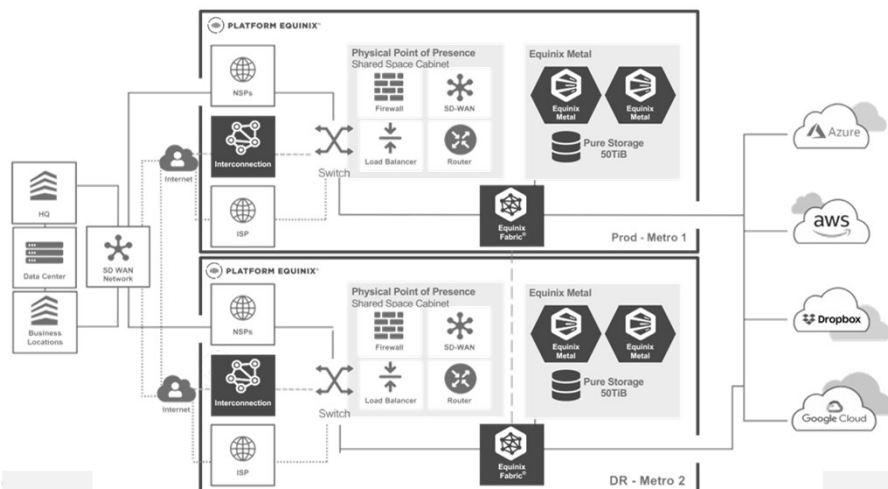 PLATFORM EQUINIX®
NSPs
Interconnection
ISP
Internet
Switch
Physical Point of Presence
Shared Space Cabinet
Firewall
SD-WAN
Load Balancer
Router
Equinix Metal
Equinix
Metal
Equinix
Metal
Pure Storage
50TiB
Equinix
Fabric®
Prod - Metro 1
HQ
Data Center
Business
Locations
SD WAN
Network
PLATFORM EQUINIX®
NSPs
Interconnection
ISP
Internet
Switch
Physical Point of Presence
Shared Space Cabinet
Firewall
SD-WAN
Load Balancer
Router
Equinix Metal
Equinix
Metal
Equinix
Metal
Pure Storage
50TiB
Equinix
Fabric®
DR - Metro 2
Azure
aws
Dropbox
Google Cloud